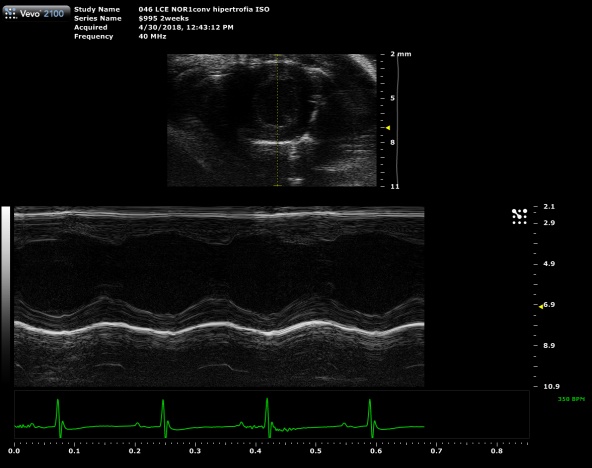 Vevo 2100
Study Name 046 LCE NOR1conv hipertrofia ISO
Series Name S995 2weeks
Acquired 4/30/2018, 12:43:12 PM
Frequency 40 MHz
2 mm
5
8
11
2.1
2.9
4.9
6.9
8.9
10.9
350 BPM
0.0 0.1 0.2 0.3 0.4 0.5 0.6 0.7 0.8